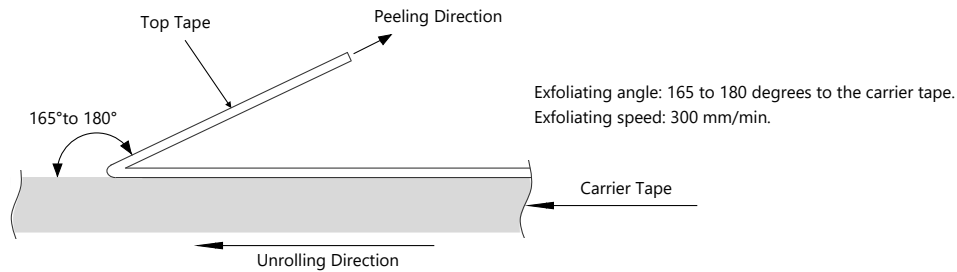 Top Tape
Peeling Direction
Exfoliating angle: 165 to 180 degrees to the carrier tape.
Exfoliating speed: 300 mm/min.
165°to 180°
Carrier Tape
Unrolling Direction